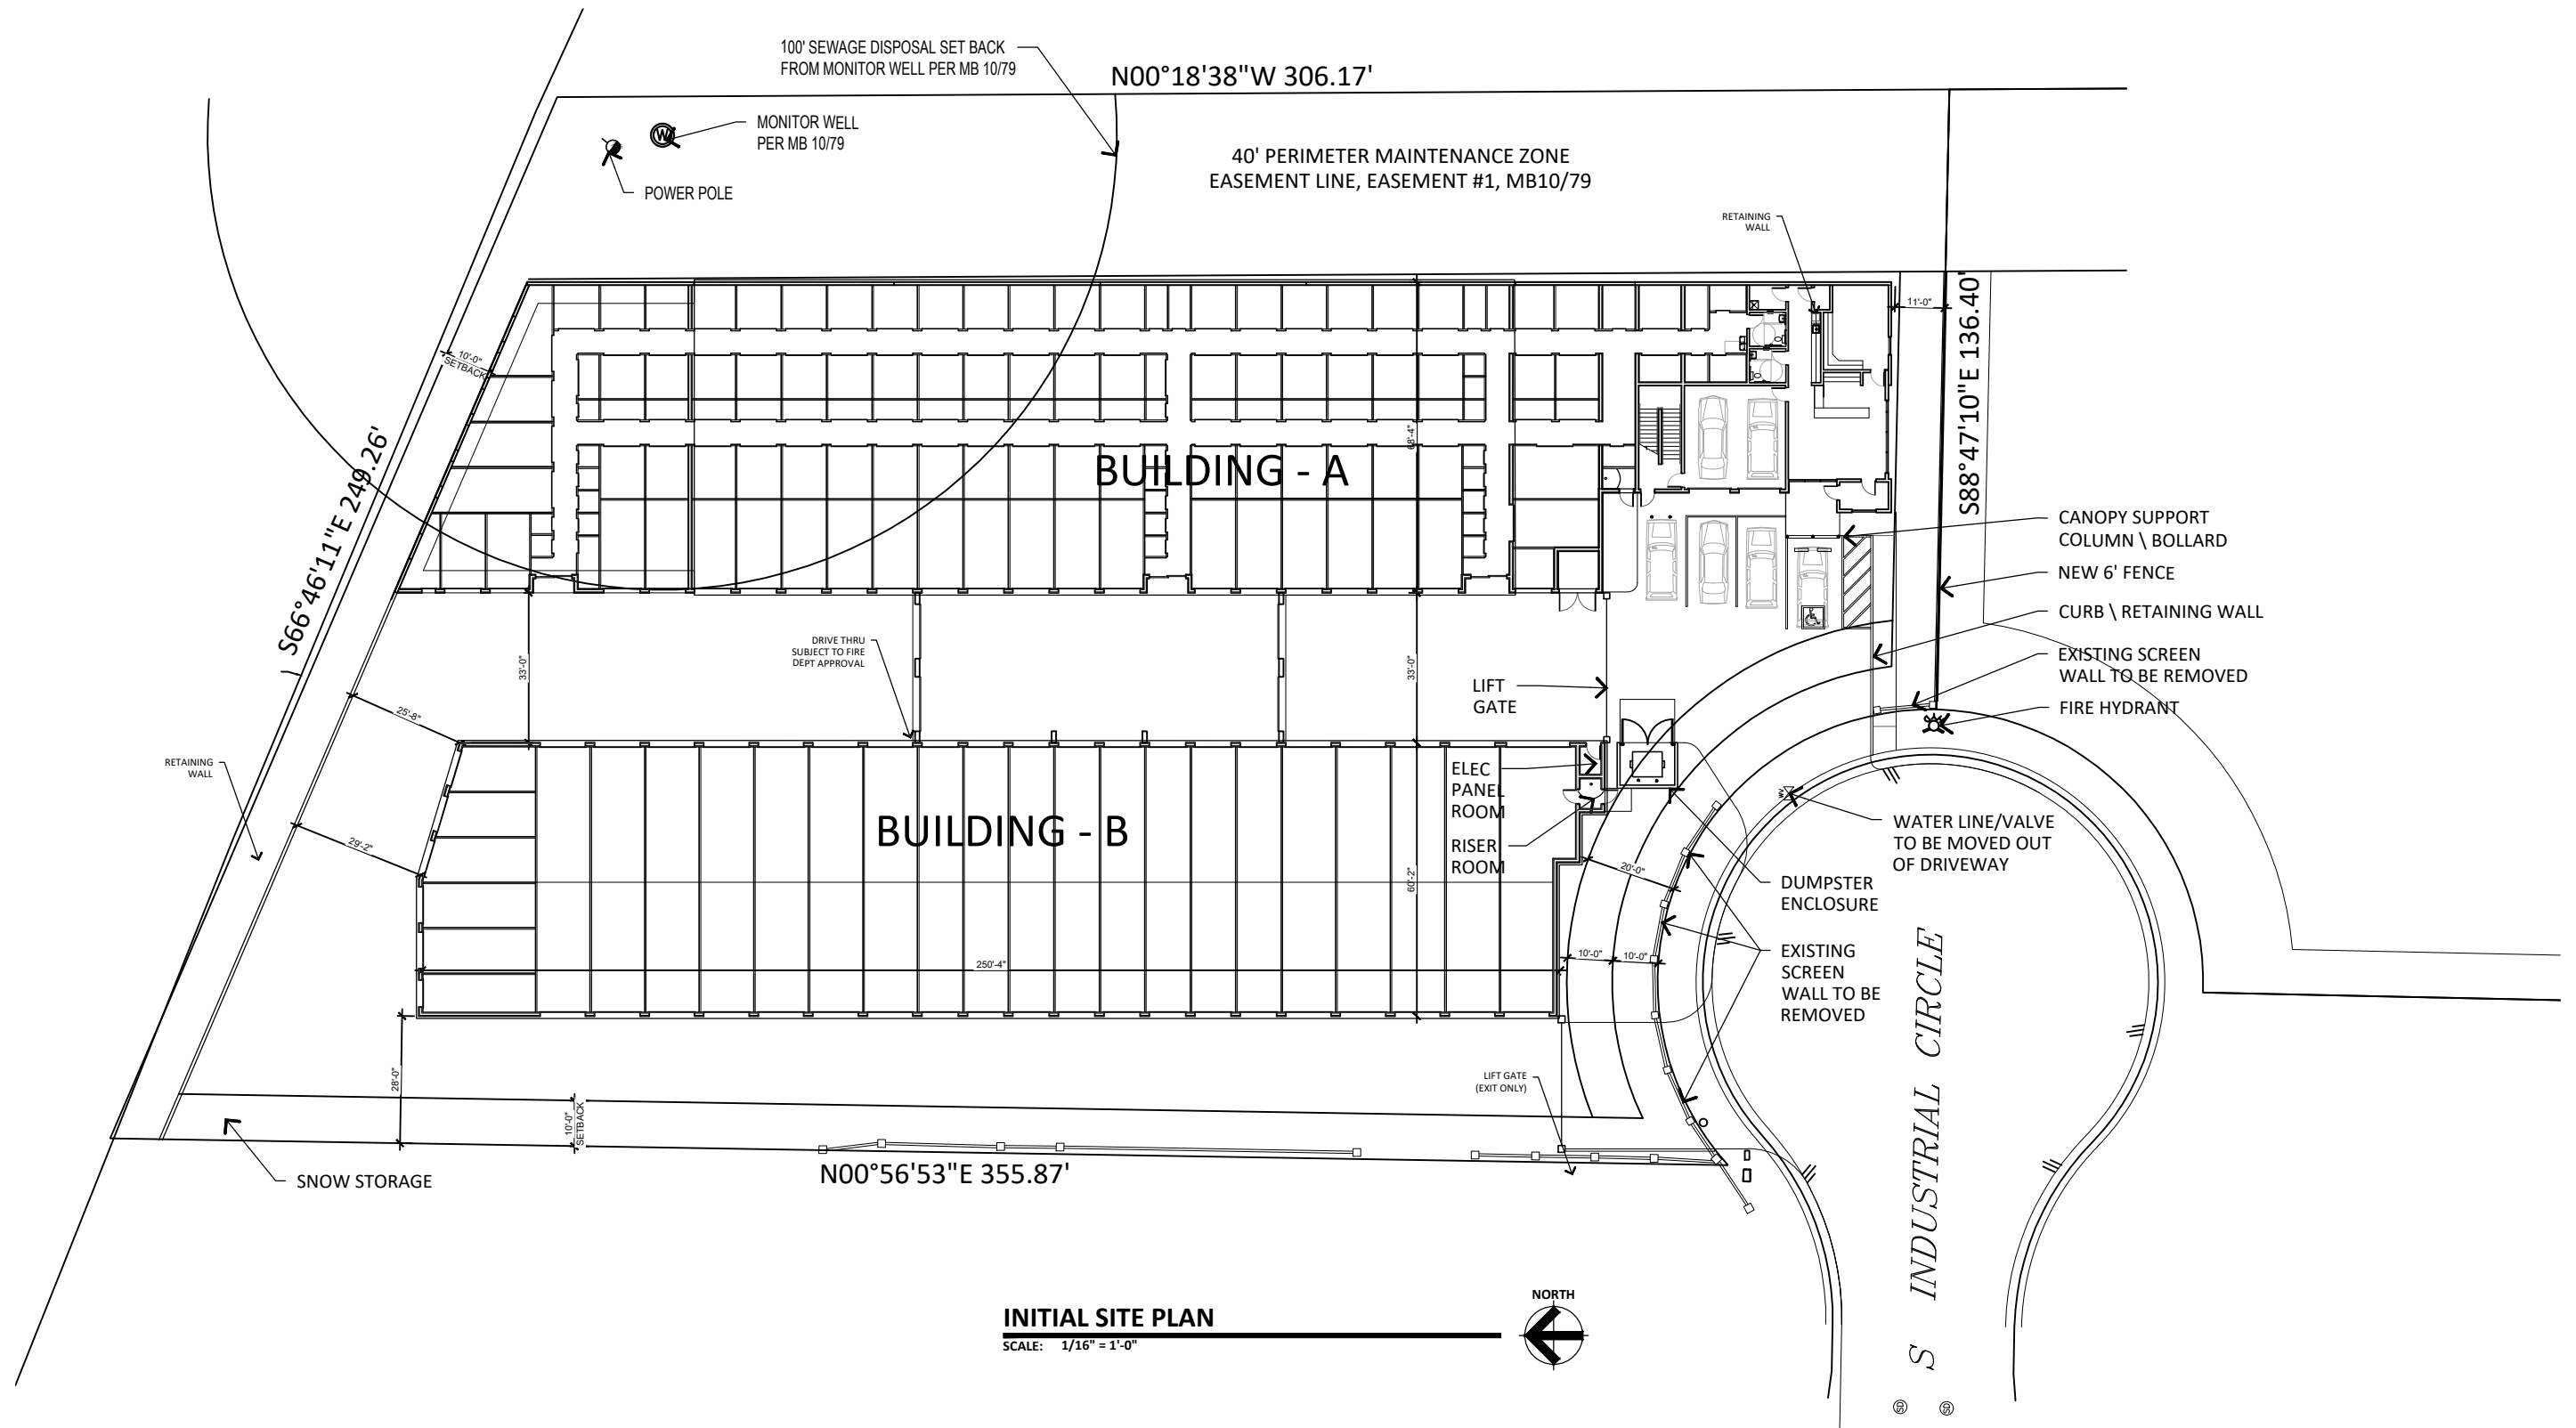 100' SEWAGE DISPOSAL SET BACK
FROM MONITOR WELL PER MB 10/79
N00°18'38"W 306.17'
MONITOR WELL
PER MB 10/79
POWER POLE
40' PERIMETER MAINTENANCE ZONE
EASEMENT LINE, EASEMENT #1, MB10/79
RETAINING
WALL
11'-0"
S88°47'10"E 136.40'
10'-0"
SETBACK
S66°46'11"E 249.26'
68'-4"
BUILDING - A
CANOPY SUPPORT
COLUMN \ BOLLARD
NEW 6' FENCE
CURB \ RETAINING WALL
EXISTING SCREEN
WALL TO BE REMOVED
FIRE HYDRANT
DRIVE THRU
SUBJECT TO FIRE
DEPT APPROVAL
33'-0"
33'-0"
LIFT
GATE
25'-8"
29'-2"
RETAINING
WALL
ELEC
PANEL
ROOM
RISER
ROOM
BUILDING - B
WV
WATER LINE/VALVE
TO BE MOVED OUT
OF DRIVEWAY
20'-0"
60'-2"
DUMPSTER
ENCLOSURE
EXISTING
SCREEN
WALL TO BE
REMOVED
10'-0"
10'-0"
250'-4"
28'-0"
10'-0"
SETBACK
LIFT GATE
(EXIT ONLY)
SNOW STORAGE
N00°56'53"E 355.87'
S INDUSTRIAL CIRCLE
INITIAL SITE PLAN
SCALE: 1/16" = 1'-0"
NORTH
W
SD
SD